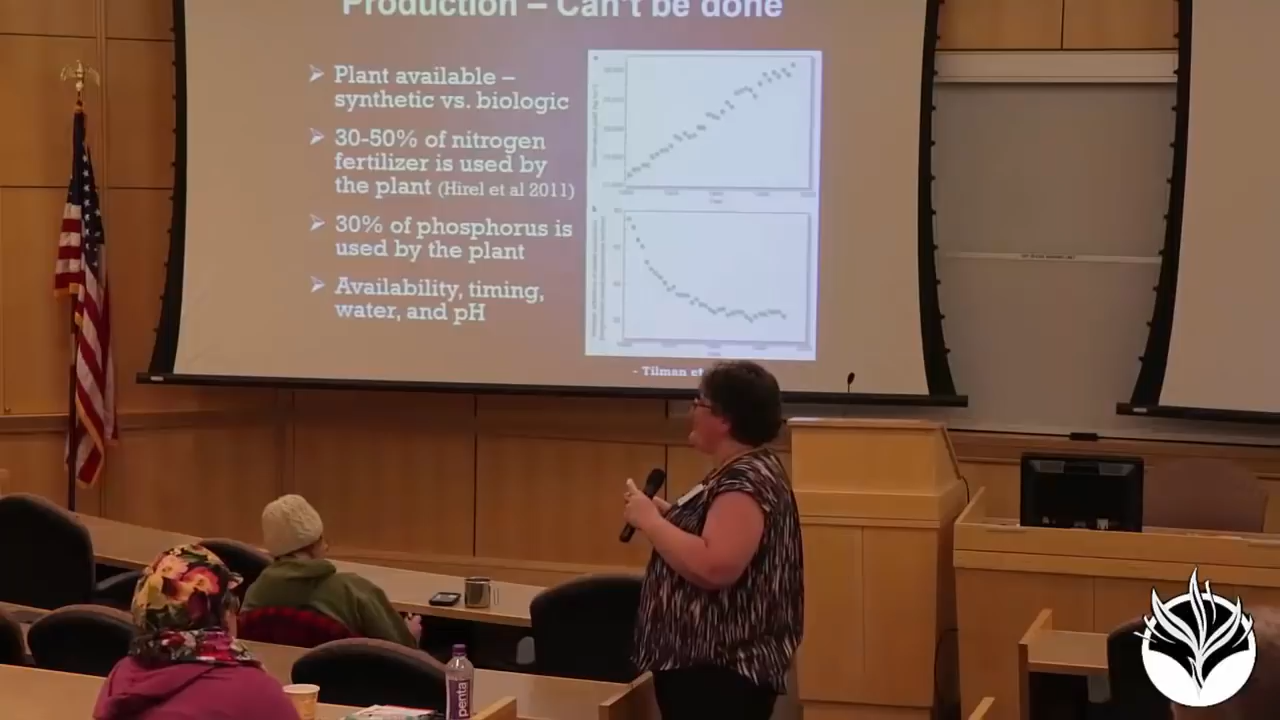 Production – Can't be done
➢ Plant available –
synthetic vs. biologic
➢ 30-50% of nitrogen
fertilizer is used by
the plant (Hirel et al 2011)
➢ 30% of phosphorus is
used by the plant
➢ Availability, timing,
water, and pH
- Tilman et
penta